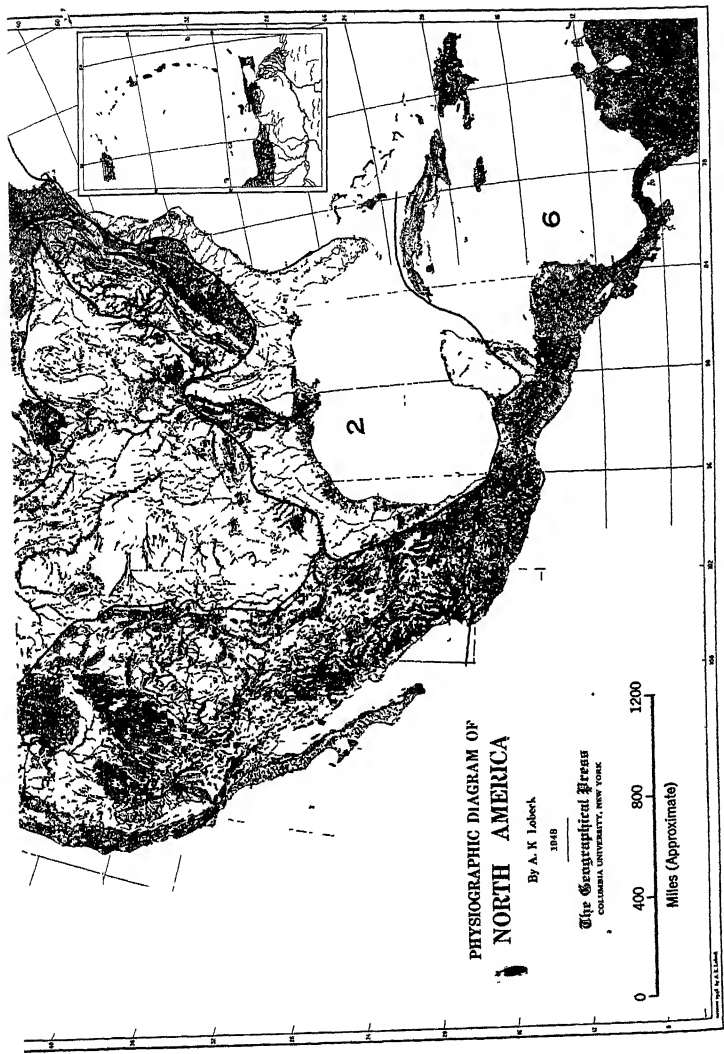 2
6
PHYSIOGRAPHIC DIAGRAM OF
NORTH AMERICA
By A. K Lobeck
1948
The Geographical Press
COLUMBIA UNIVERSITY, NEW YORK
0 400 800 1200
Miles (Approximate)